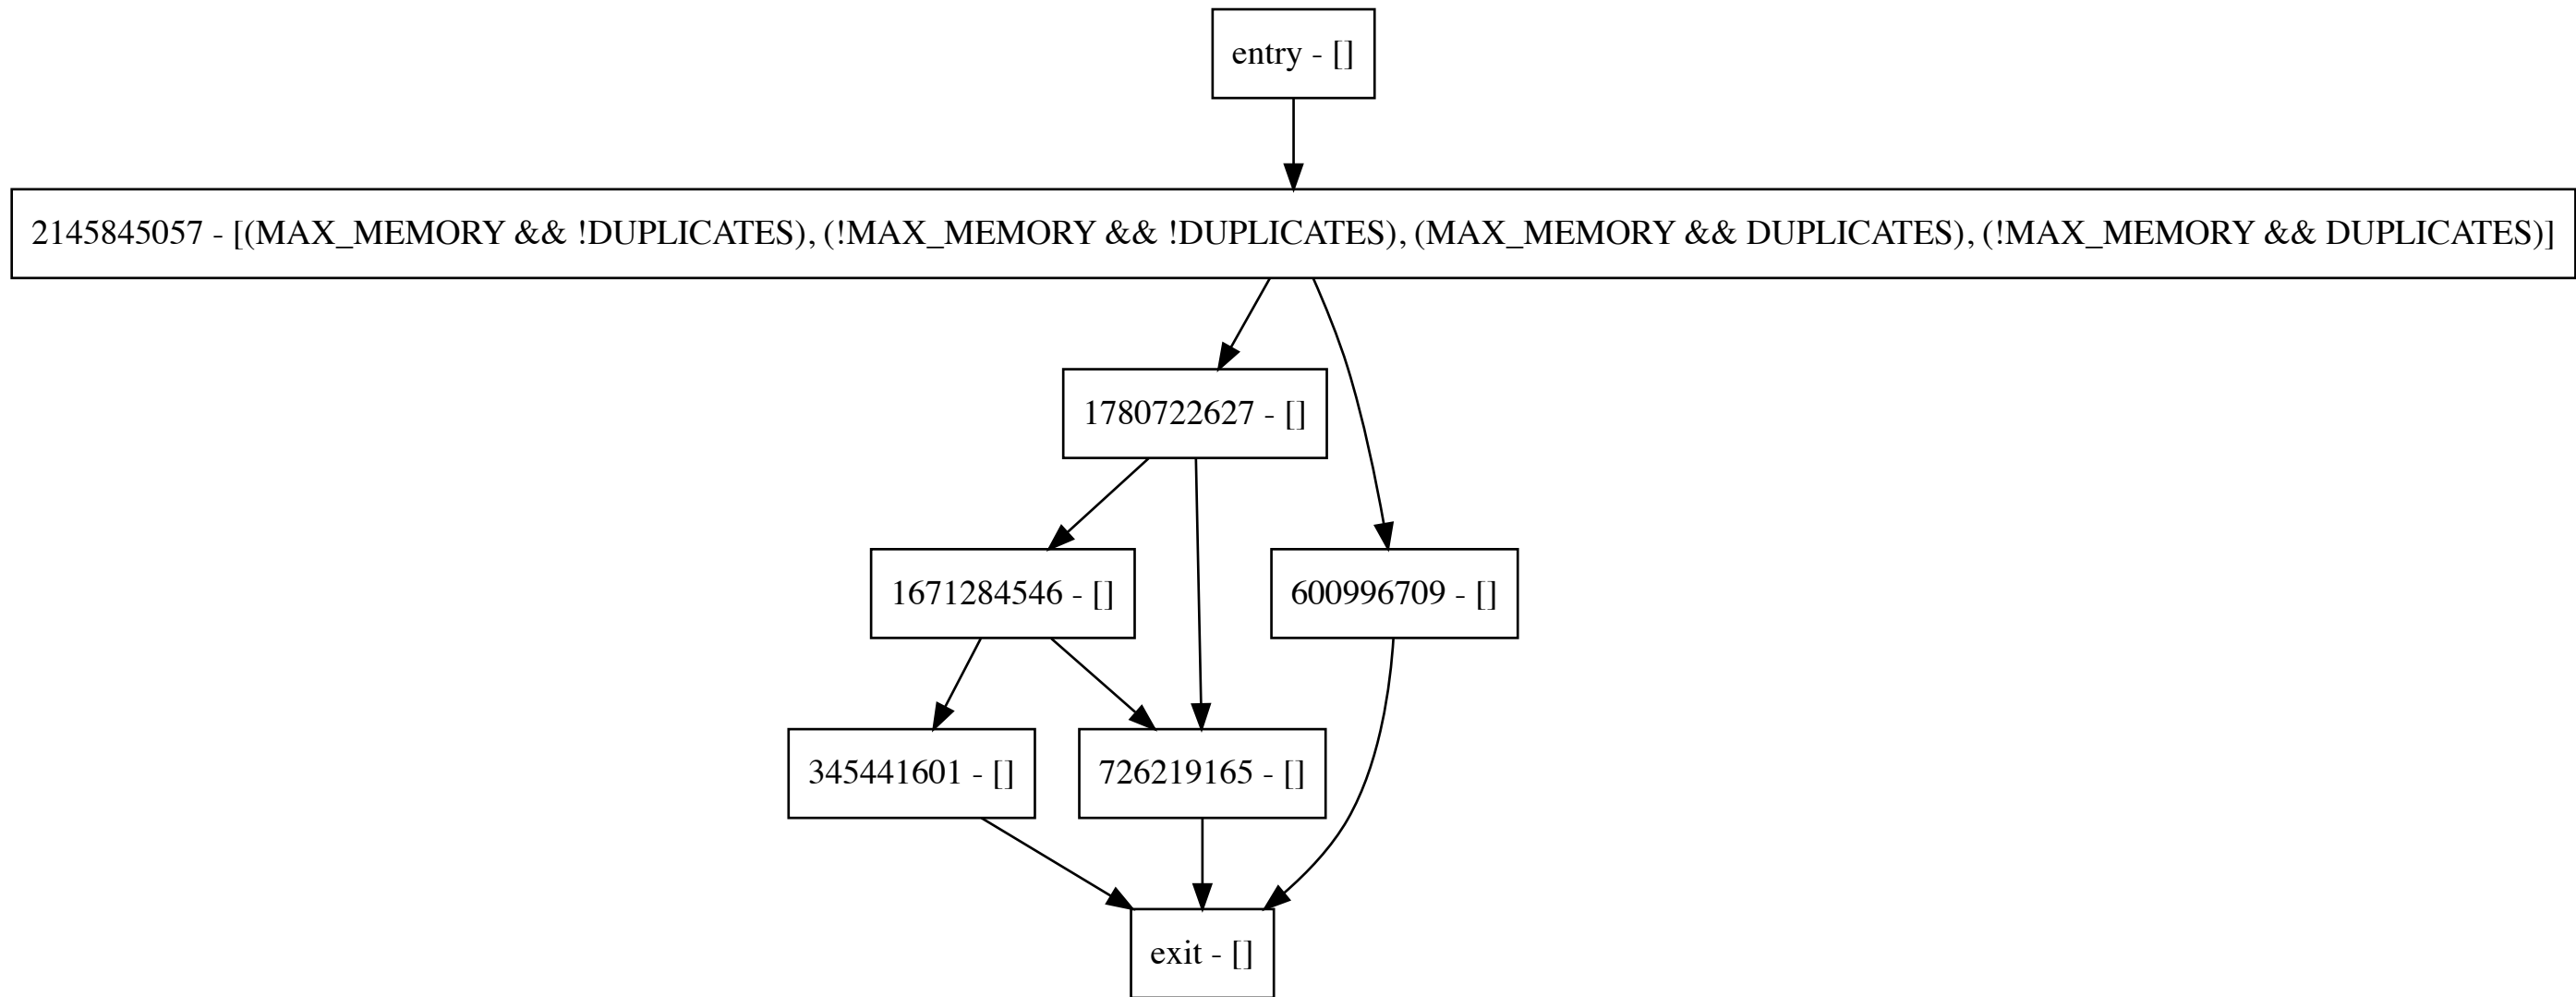 entry - []
2145845057 - [(MAX_MEMORY && !DUPLICATES), (!MAX_MEMORY && !DUPLICATES), (MAX_MEMORY && DUPLICATES), (!MAX_MEMORY && DUPLICATES)]
1780722627 - []
1671284546 - []
600996709 - []
345441601 - []
726219165 - []
exit - []